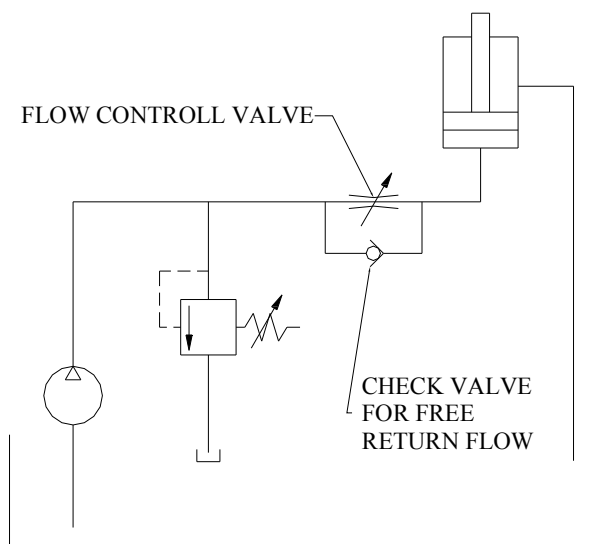 FLOW CONTROLL VALVE
CHECK VALVE
FOR FREE
RETURN FLOW